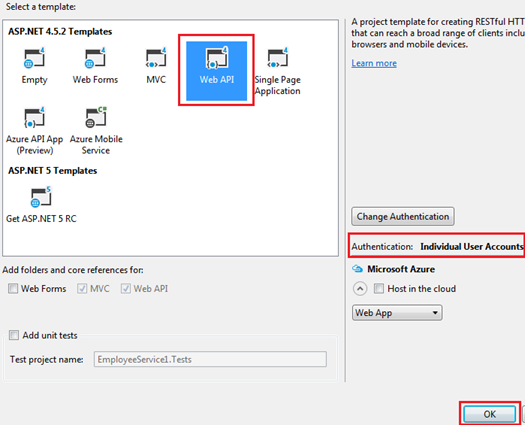 Select a template:
ASP.NET 4.5.2 Templates
Empty
Web Forms
MVC
Web API
Single Page
Application
Azure API App
(Preview)
Azure Mobile
Service
ASP.NET 5 Templates
Get ASP.NET 5 RC
Add folders and core references for:
Web Forms
MVC
Web API
Add unit tests
Test project name:
EmployeeService1.Tests
A project template for creating RESTful HTT
that can reach a broad range of clients inclu
browsers and mobile devices.
Learn more
Change Authentication
Authentication: Individual User Accounts
Microsoft Azure
Host in the cloud
Web App
OK